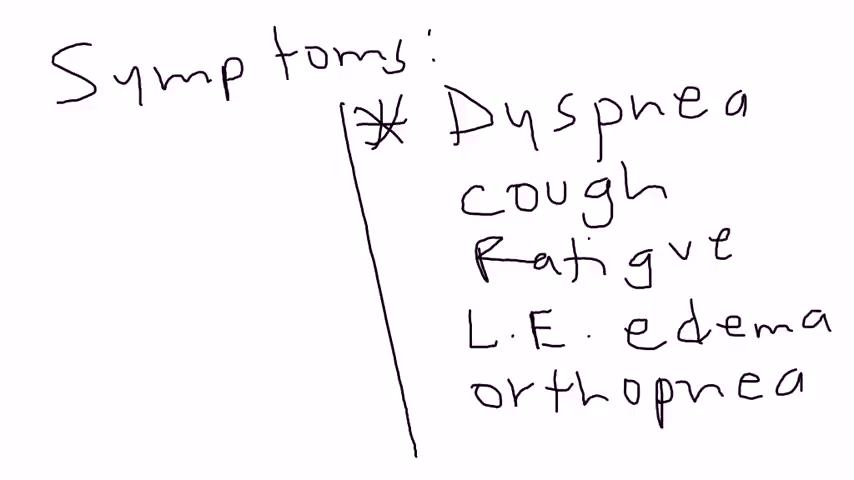 Symptoms:
* Dyspnea
cough
Fatigue
L.E. edema
orthopnea